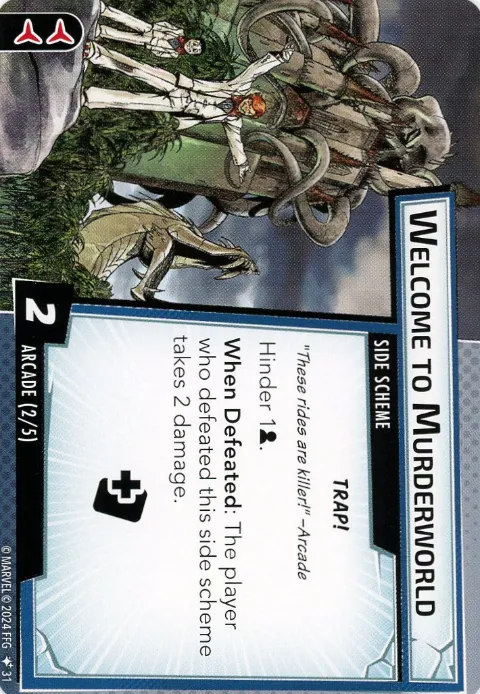 WELCOME TO MURDERWORLD
SIDE SCHEME
TRAP!
"These rides are killer!" –Arcade
Hinder 1.
When Defeated: The player
who defeated this side scheme
takes 2 damage.
2
ARCADE (2/5)
© MARVEL © 2024 FFG 31